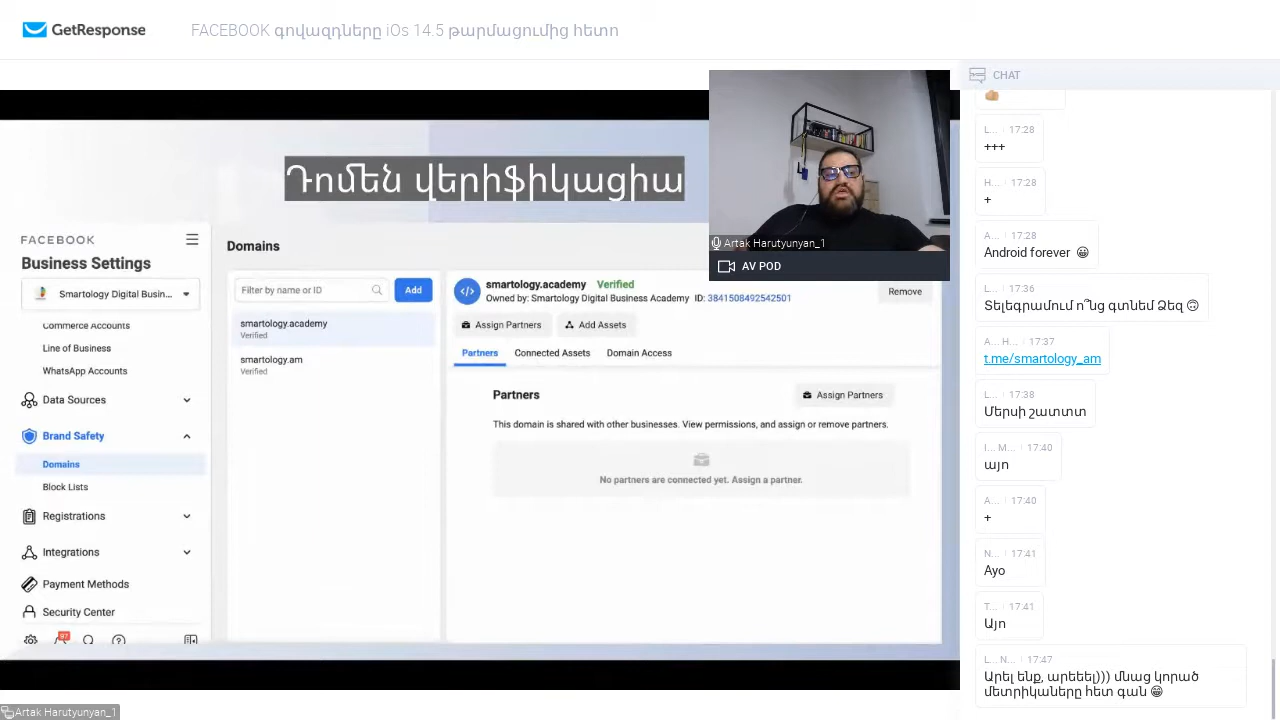 GetResponse
FACEBOOK գովազդները iOs 14.5 թարմացումից հետո
Դոմեն վերիֆիկացիա
FACEBOOK
Business Settings
Smartology Digital Busin...
Commerce Accounts
Line of Business
WhatsApp Accounts
Data Sources
Brand Safety
Domains
Block Lists
Registrations
Integrations
Payment Methods
Security Center
97
Domains
Filter by name or ID
Add
smartology.academy
Verified
smartology.am
Verified
smartology.academy Verified
Owned by: Smartology Digital Business Academy ID: 3841508492542501
Remove
Assign Partners
Add Assets
Partners
Connected Assets
Domain Access
Partners
Assign Partners
This domain is shared with other businesses. View permissions, and assign or remove partners.
No partners are connected yet. Assign a partner.
Artak Harutyunyan_1
AV POD
Artak Harutyunyan_1
CHAT
L... 17:28
+++
H... 17:28
+
A... 17:28
Android forever 😀
L... 17:36
Տելեգրամում ո՞նց գտնեմ Ձեզ 🙃
A... H... 17:37
t.me/smartology_am
L... 17:38
Մերսի շատտտ
I... M... 17:40
այո
A... 17:40
+
N... 17:41
Ayo
T... 17:41
Այո
L... N... 17:47
Արել ենք, արեեել))) մնաց կորած
մետրիկաները հետ գան 😁